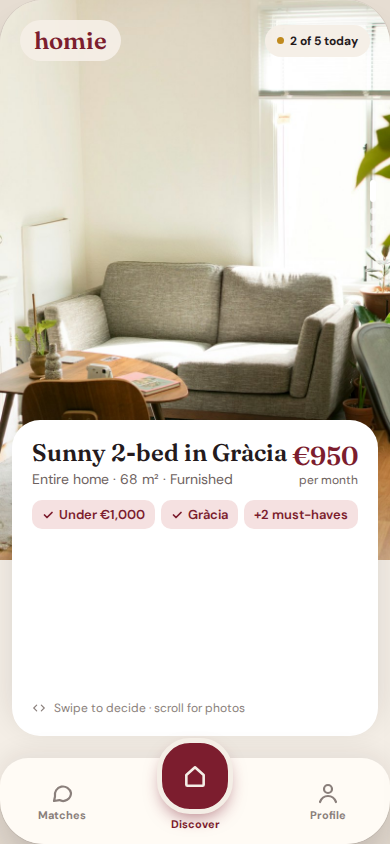 homie
2 of 5 today
Sunny 2-bed in Gràcia €950
Entire home · 68 m² · Furnished per month
Under €1,000 Gràcia +2 must-haves
Swipe to decide · scroll for photos
Matches Discover Profile